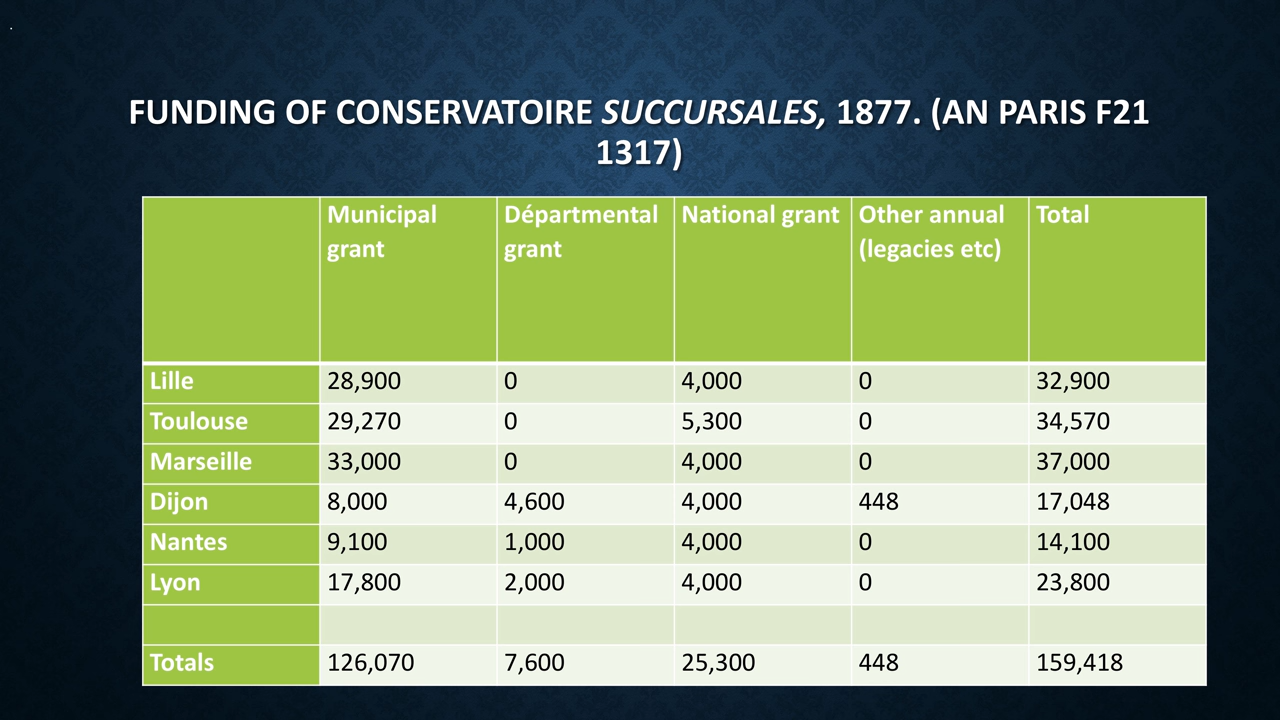 .
FUNDING OF CONSERVATOIRE SUCCURSALES, 1877. (AN PARIS F21
1317)
Municipal grant Départmental grant National grant Other annual (legacies etc) Total
Lille 28,900 0 4,000 0 32,900
Toulouse 29,270 0 5,300 0 34,570
Marseille 33,000 0 4,000 0 37,000
Dijon 8,000 4,600 4,000 448 17,048
Nantes 9,100 1,000 4,000 0 14,100
Lyon 17,800 2,000 4,000 0 23,800
Totals 126,070 7,600 25,300 448 159,418